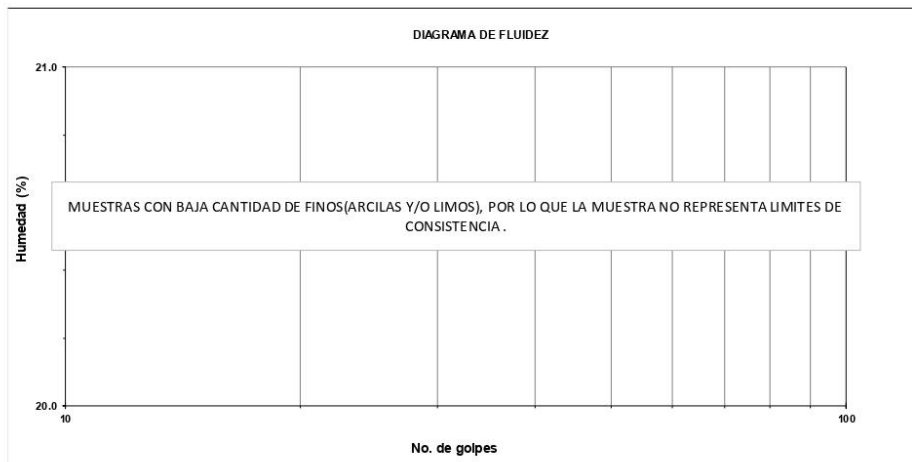 DIAGRAMA DE FLUIDEZ
21.0
Humedad (%)
MUESTRAS CON BAJA CANTIDAD DE FINOS(ARCILAS Y/O LIMOS), POR LO QUE LA MUESTRA NO REPRESENTA LIMITES DE
CONSISTENCIA .
20.0
10
100
No. de golpes